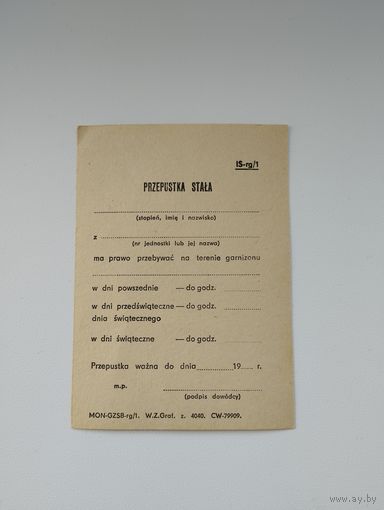 IS-rg/1
PRZEPUSTKA STAŁA
(stopień, imię i nazwisko)
z
(nr jednostki lub jej nazwa)
ma prawo przebywać na terenie garnizonu
w dni powszednie — do godz.
w dni przedświąteczne — do godz.
dnia świątecznego
w dni świąteczne — do godz.
Przepustka ważna do dnia 19 r.
m.p.
(podpis dowódcy)
MON-GZSB-rg/1. W.Z.Graf. z. 4040. CW-79909.
www.ay.by